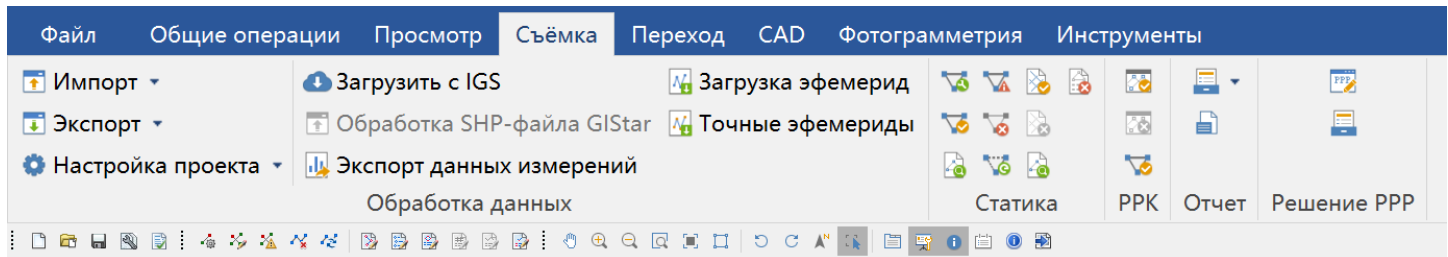 Файл Общие операции Просмотр Съёмка Переход CAD Фотограмметрия Инструменты
Импорт Загрузить с IGS Загрузка эфемерид
Экспорт Обработка SHP-файла GIStar Точные эфемериды
Настройка проекта Экспорт данных измерений
Обработка данных Статика PPK Отчет Решение PPP